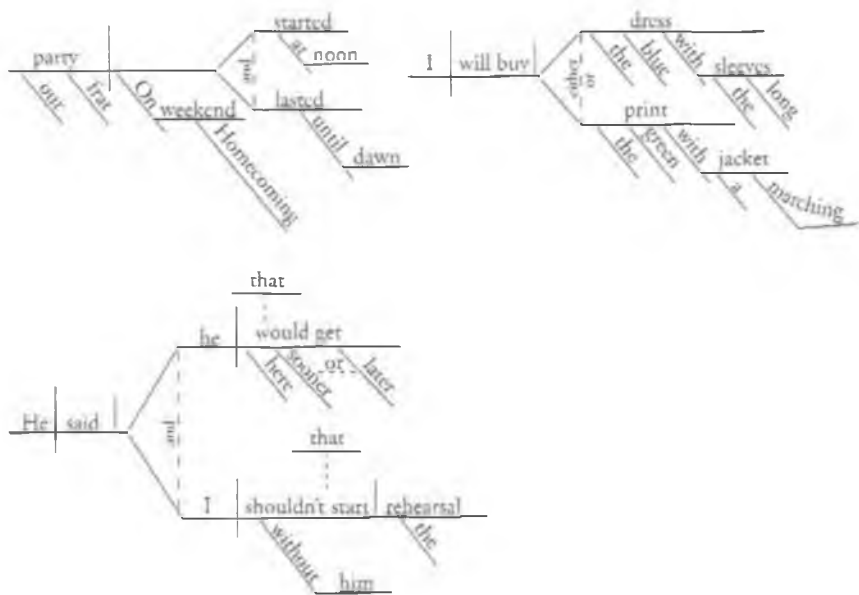 party
our
frat
On
weekend
Homecoming
and
started
at
noon
lasted
until
dawn
I
will buy
either
or
dress
the
blue
with
sleeves
the
long
print
the
green
with
jacket
a
marching
He
said
and
that
he
would get
here
sooner
or
later
that
I
shouldn't start
rehearsal
without
him
the